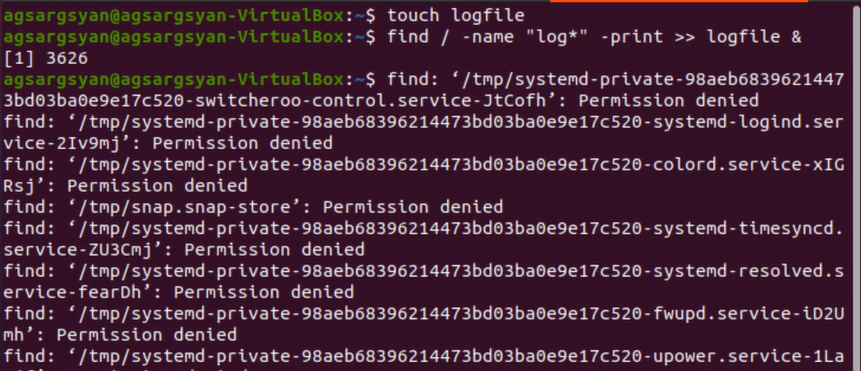 agsargsyan@agsargsyan-VirtualBox:~$ touch logfile
agsargsyan@agsargsyan-VirtualBox:~$ find / -name "log*" -print >> logfile &
[1] 3626
agsargsyan@agsargsyan-VirtualBox:~$ find: ‘/tmp/systemd-private-98aeb6839621447
3bd03ba0e9e17c520-switcheroo-control.service-JtCofh’: Permission denied
find: ‘/tmp/systemd-private-98aeb68396214473bd03ba0e9e17c520-systemd-logind.ser
vice-2Iv9mj’: Permission denied
find: ‘/tmp/systemd-private-98aeb68396214473bd03ba0e9e17c520-colord.service-xIG
Rsj’: Permission denied
find: ‘/tmp/snap.snap-store’: Permission denied
find: ‘/tmp/systemd-private-98aeb68396214473bd03ba0e9e17c520-systemd-timesyncd.
service-ZU3Cmj’: Permission denied
find: ‘/tmp/systemd-private-98aeb68396214473bd03ba0e9e17c520-systemd-resolved.s
ervice-fearDh’: Permission denied
find: ‘/tmp/systemd-private-98aeb68396214473bd03ba0e9e17c520-fwupd.service-iD2U
mh’: Permission denied
find: ‘/tmp/systemd-private-98aeb68396214473bd03ba0e9e17c520-upower.service-1La